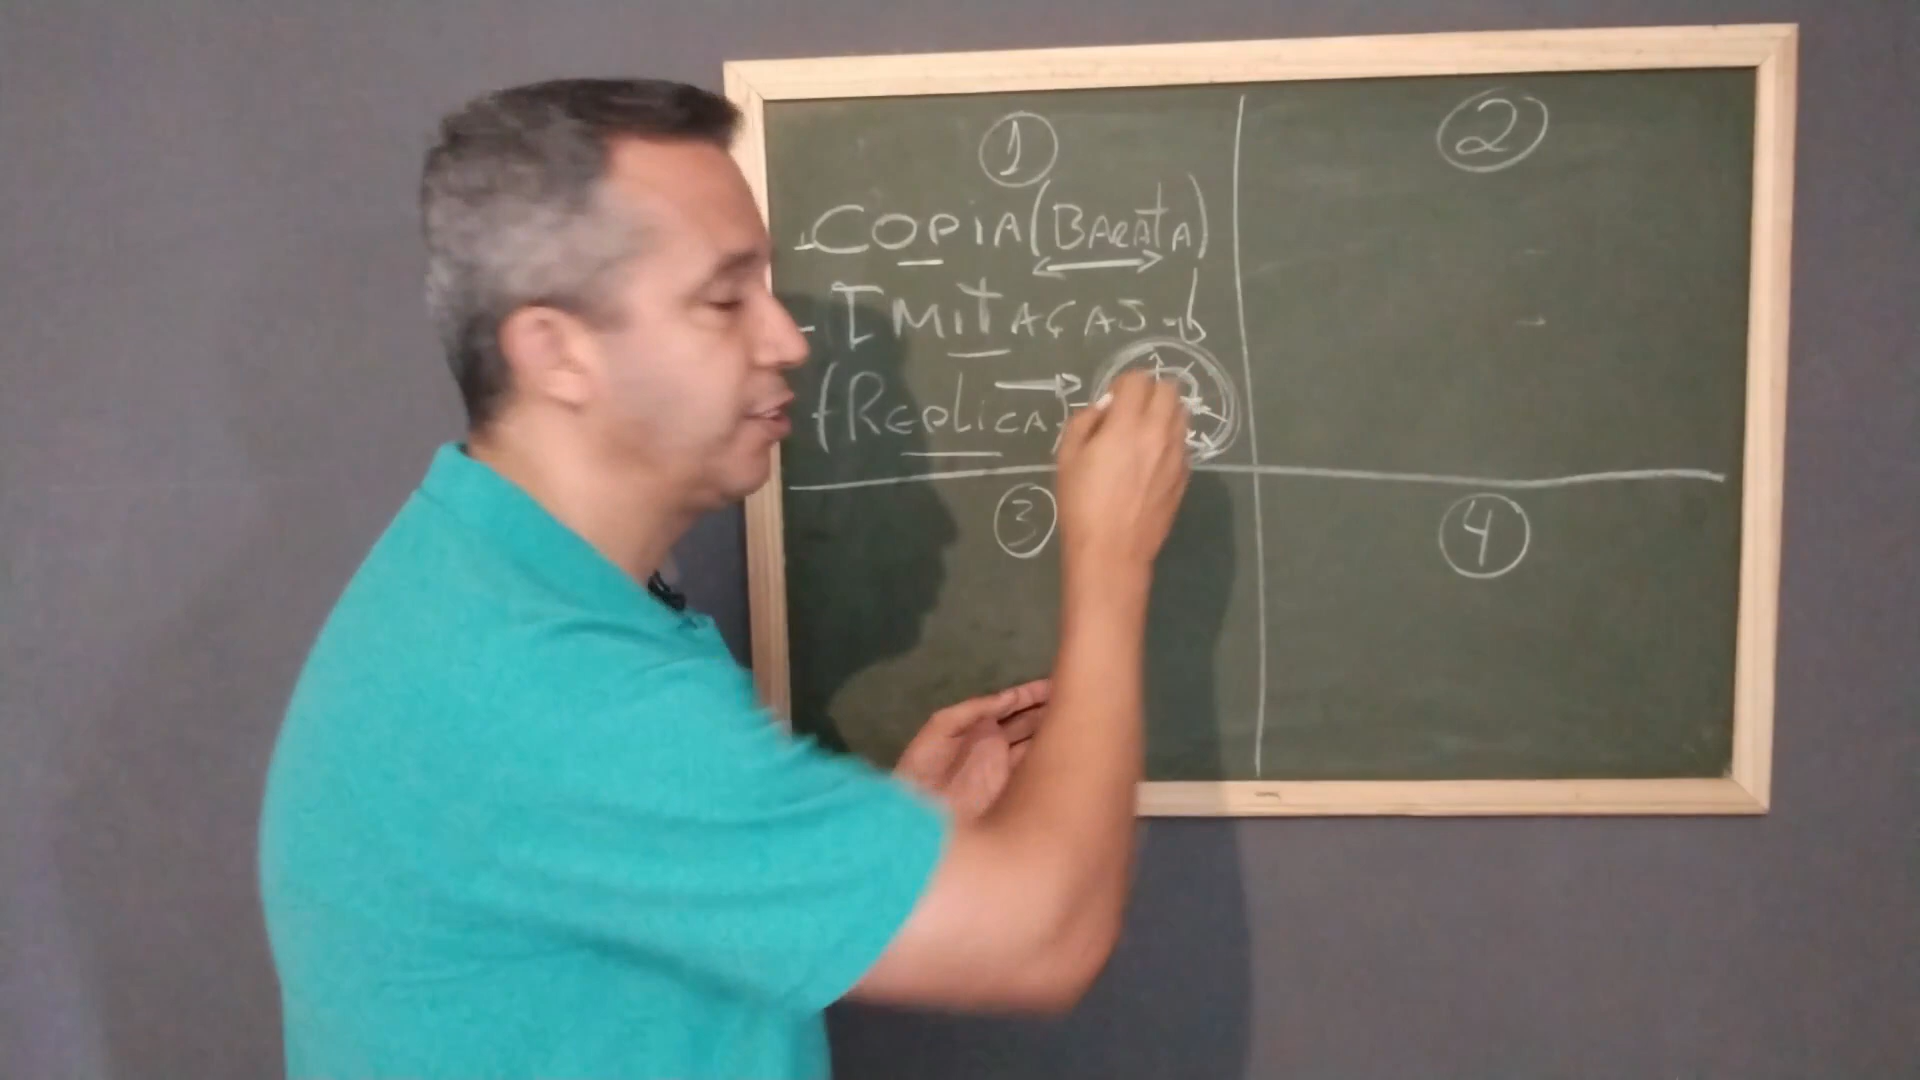 1
2
- COPIA (BARATA)
- IMITAÇAS
(REPLICA)
3
4